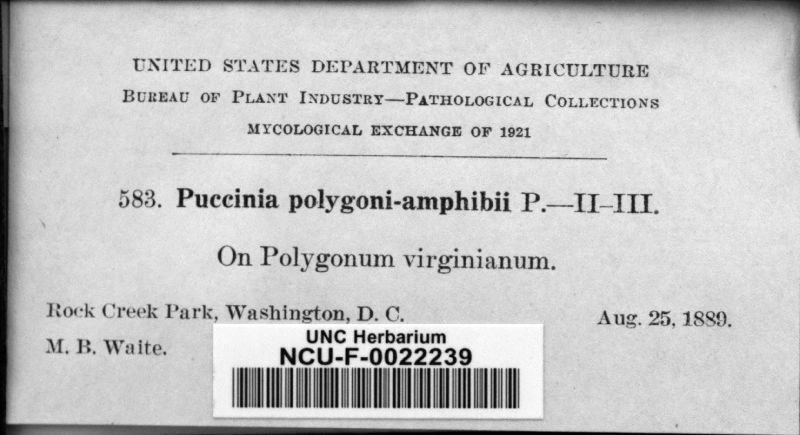 UNITED STATES DEPARTMENT OF AGRICULTURE
BUREAU OF PLANT INDUSTRY—PATHOLOGICAL COLLECTIONS
MYCOLOGICAL EXCHANGE OF 1921
583. Puccinia polygoni-amphibii P.—II–III.
On Polygonum virginianum.
Rock Creek Park, Washington, D. C. Aug. 25, 1889.
M. B. Waite.
UNC Herbarium
NCU-F-0022239